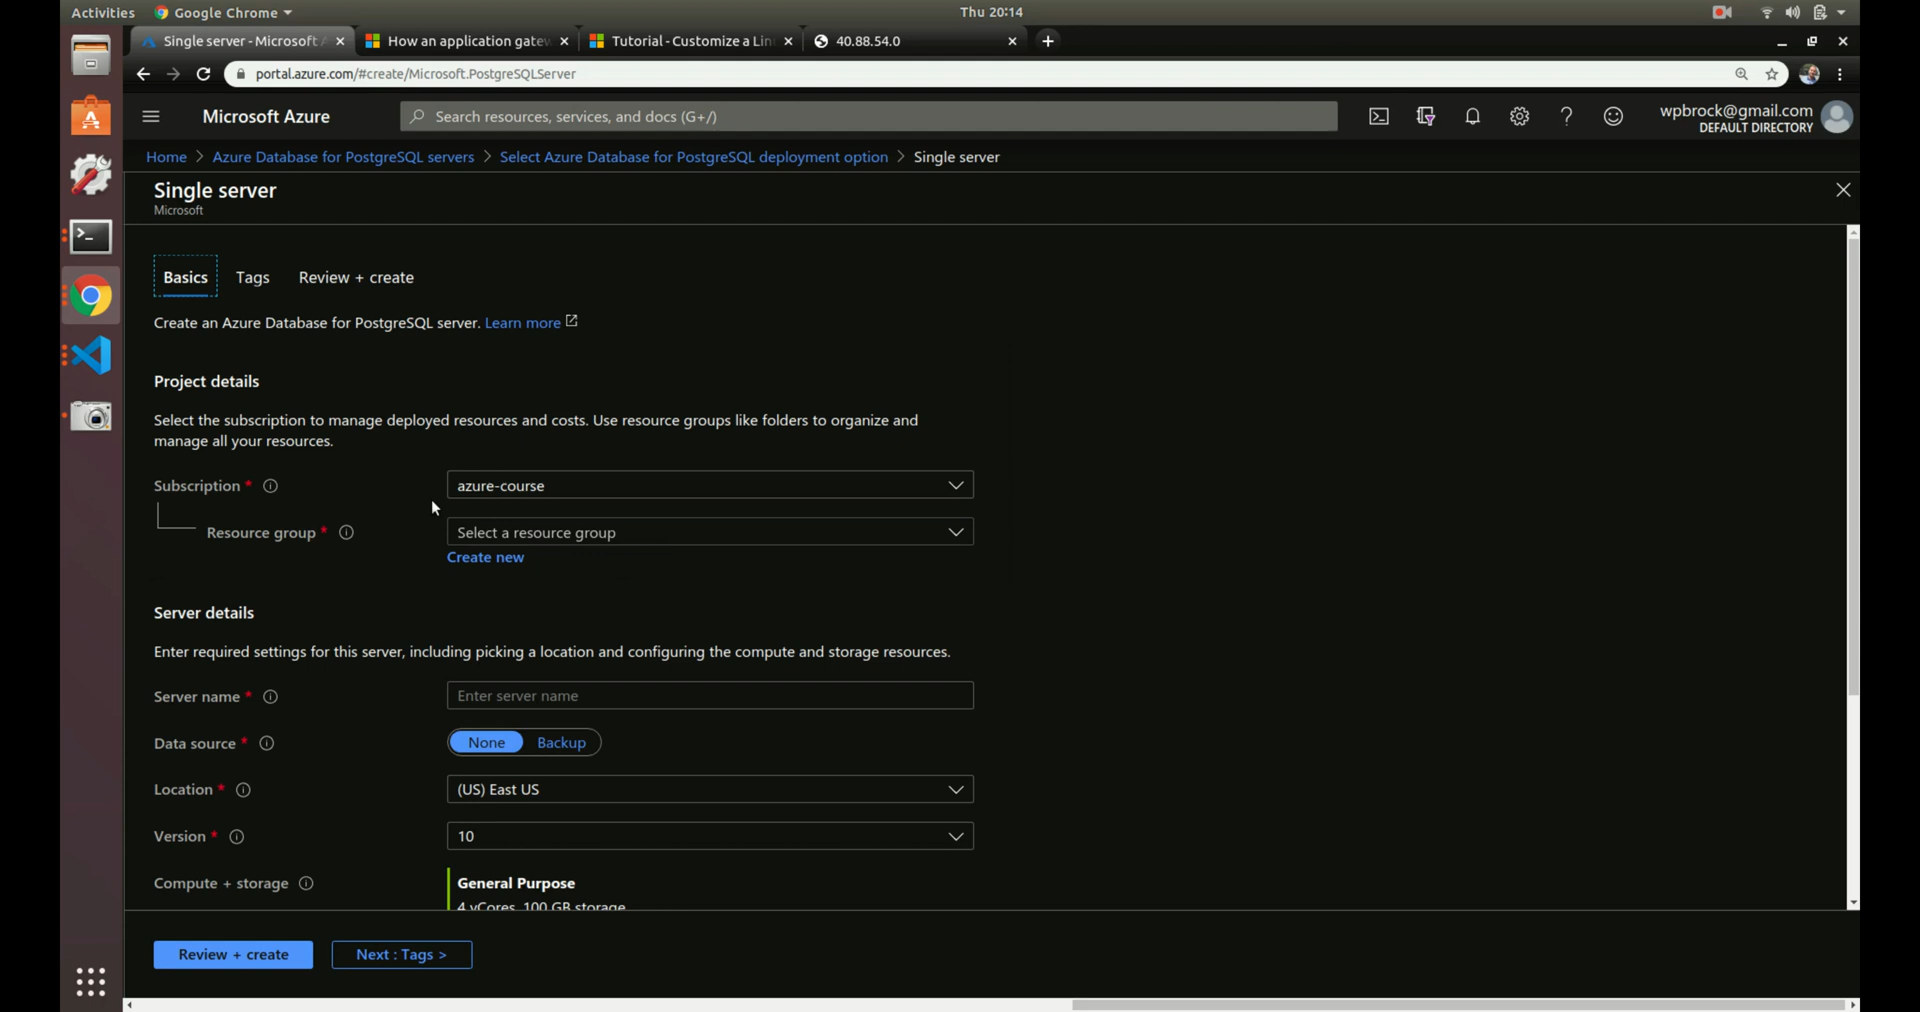 Activities
Google Chrome
Thu 20:14
Single server - Microsoft A
How an application gatew
Tutorial - Customize a Lin
40.88.54.0
portal.azure.com/#create/Microsoft.PostgreSQLServer
Microsoft Azure
Search resources, services, and docs (G+/)
wpbrock@gmail.com
DEFAULT DIRECTORY
Home > Azure Database for PostgreSQL servers > Select Azure Database for PostgreSQL deployment option > Single server
Single server
Microsoft
Basics
Tags
Review + create
Create an Azure Database for PostgreSQL server. Learn more
Project details
Select the subscription to manage deployed resources and costs. Use resource groups like folders to organize and
manage all your resources.
Subscription *
azure-course
Resource group *
Select a resource group
Create new
Server details
Enter required settings for this server, including picking a location and configuring the compute and storage resources.
Server name *
Enter server name
Data source *
None
Backup
Location *
(US) East US
Version *
10
Compute + storage
General Purpose
4 vCores, 100 GB storage
Review + create
Next : Tags >